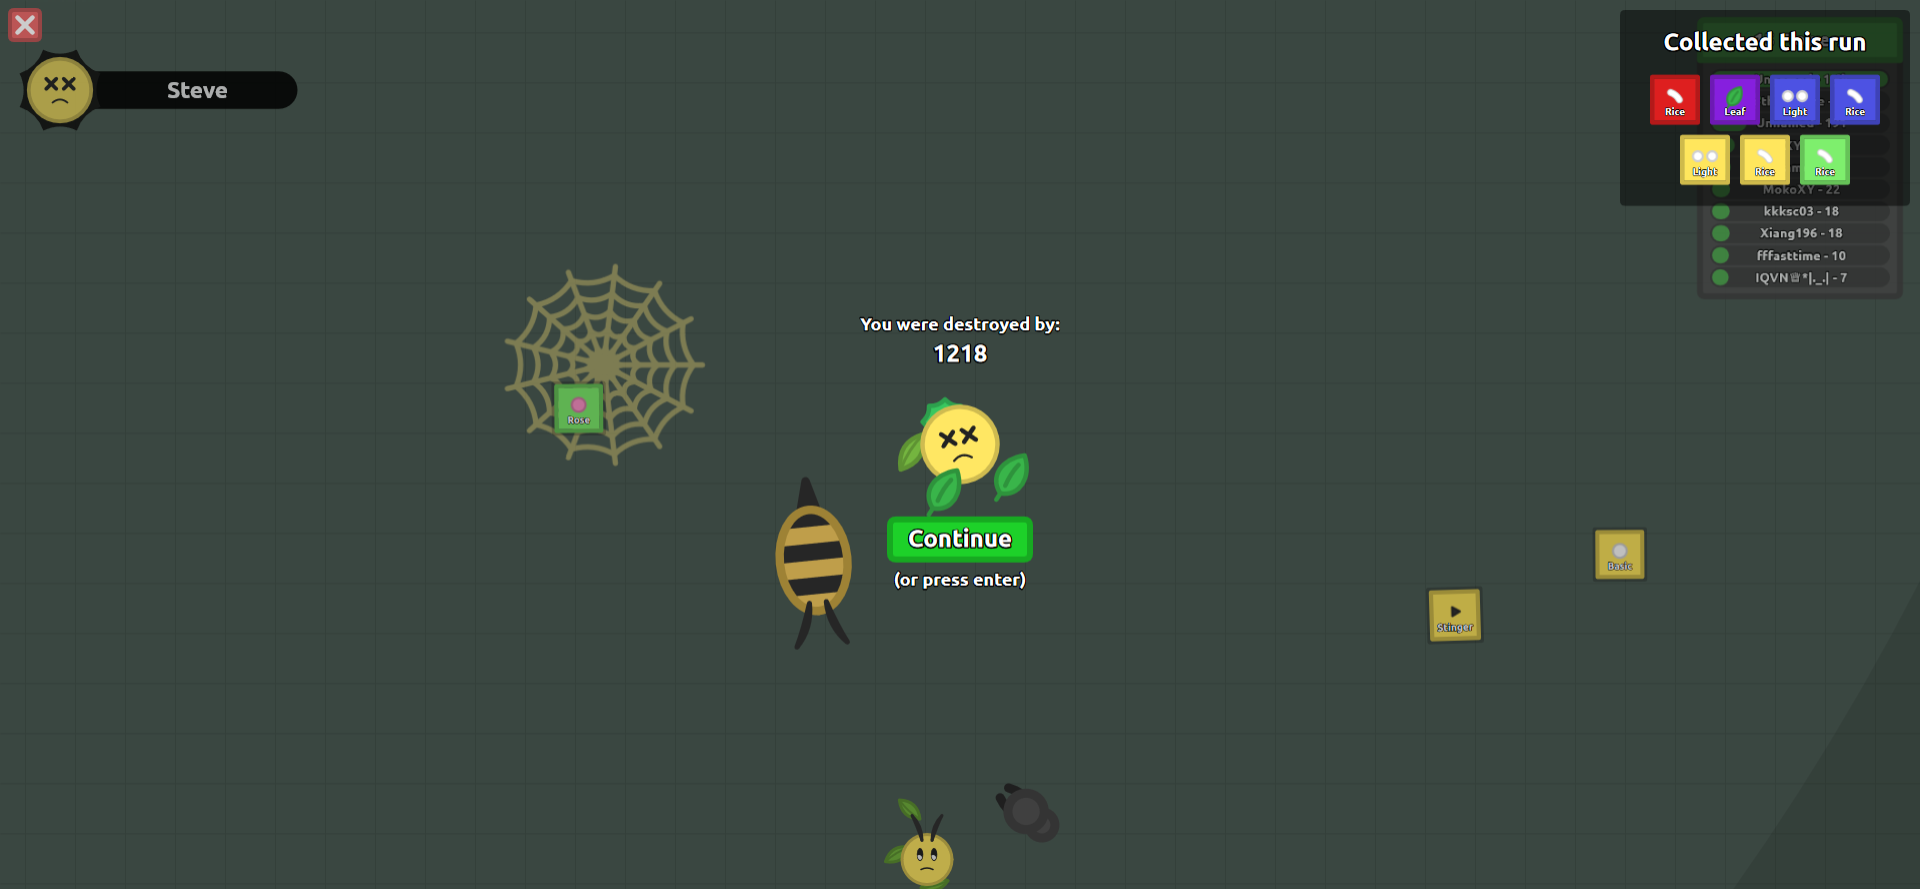 Steve
Collected this run
Rice
Leaf
Light
Rice
Light
Rice
Rice
MokoXY - 22
kkksc03 - 18
Xiang196 - 18
fffasttime - 10
IQVN♕*|._.| - 7
You were destroyed by:
1218
Rose
Continue
(or press enter)
Basic
Stinger